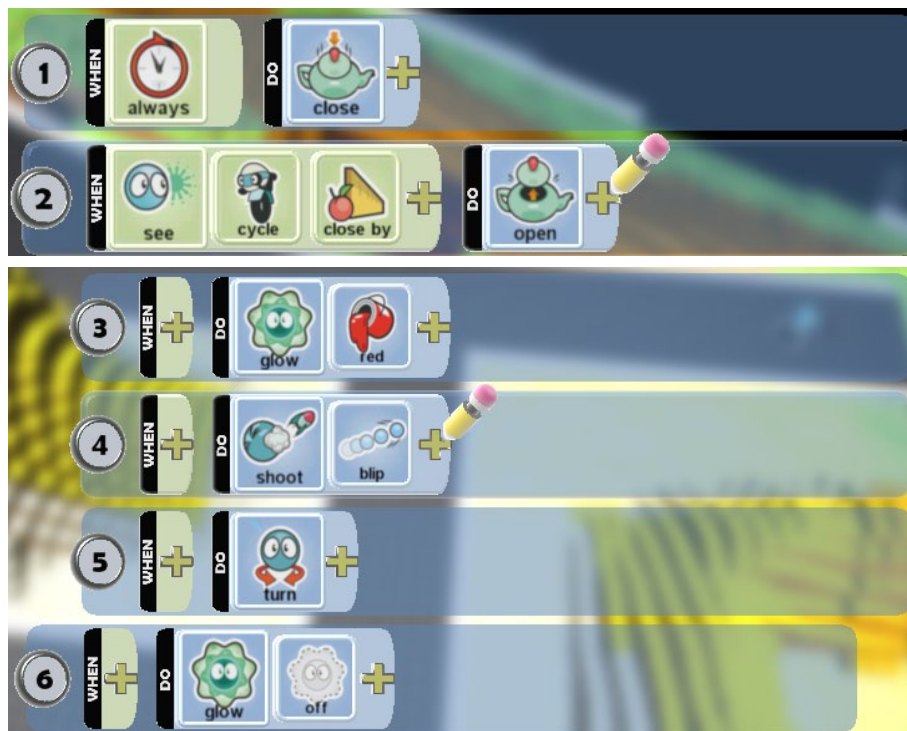 1 WHEN always DO close
2 WHEN see cycle close by DO open
3 WHEN DO glow red
4 WHEN DO shoot blip
5 WHEN DO turn
6 WHEN DO glow off